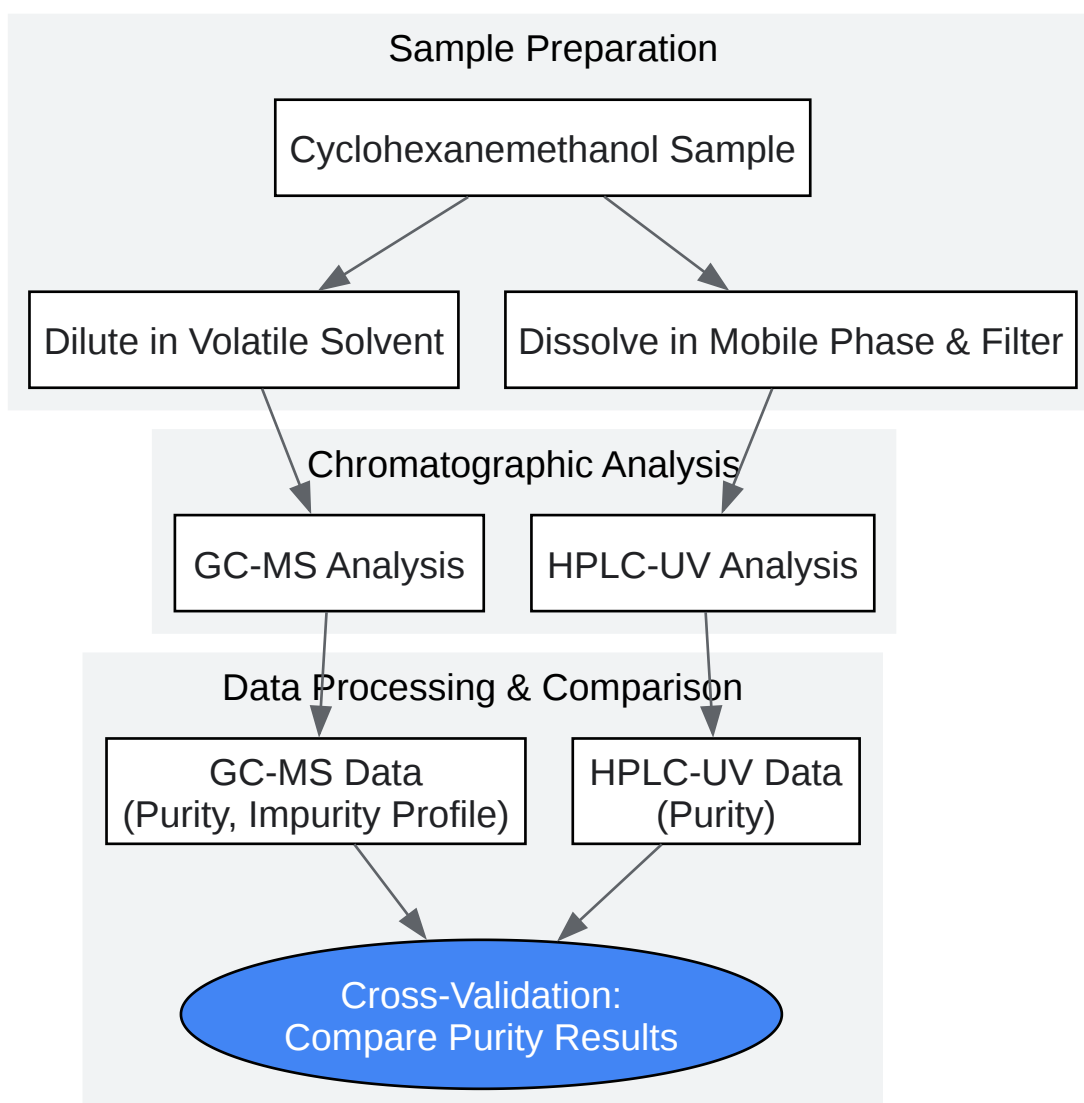 Sample Preparation
Cyclohexanemethanol Sample
Dilute in Volatile Solvent
Dissolve in Mobile Phase & Filter
Chromatographic Analysis
GC-MS Analysis
HPLC-UV Analysis
Data Processing & Comparison
GC-MS Data
(Purity, Impurity Profile)
HPLC-UV Data
(Purity)
Cross-Validation:
Compare Purity Results